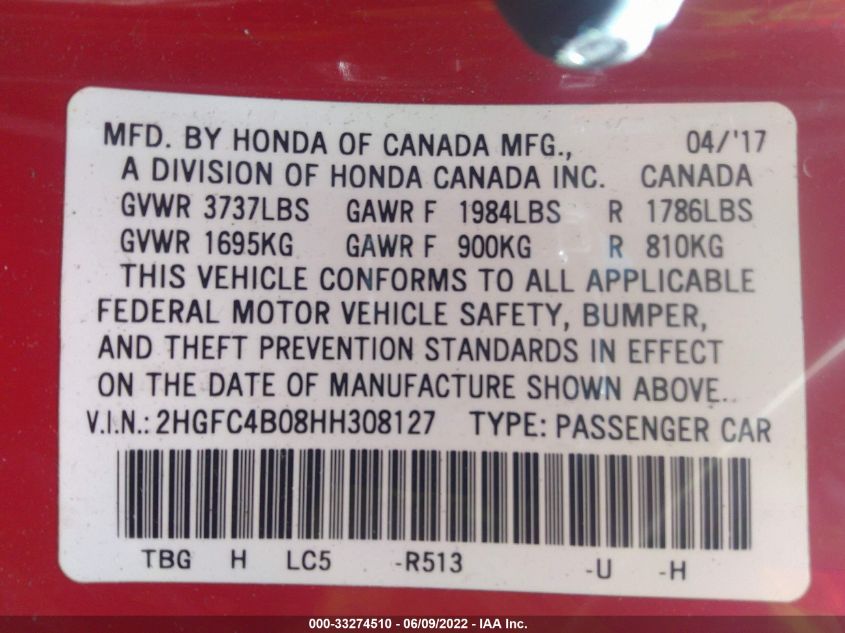 MFD. BY HONDA OF CANADA MFG., 04/'17
A DIVISION OF HONDA CANADA INC. CANADA
GVWR 3737LBS GAWR F 1984LBS R 1786LBS
GVWR 1695KG GAWR F 900KG R 810KG
THIS VEHICLE CONFORMS TO ALL APPLICABLE
FEDERAL MOTOR VEHICLE SAFETY, BUMPER,
AND THEFT PREVENTION STANDARDS IN EFFECT
ON THE DATE OF MANUFACTURE SHOWN ABOVE.
V.I.N.: 2HGFC4B08HH308127 TYPE: PASSENGER CAR
TBG H LC5 -R513 -U -H
000-33274510 - 06/09/2022 - IAA Inc.